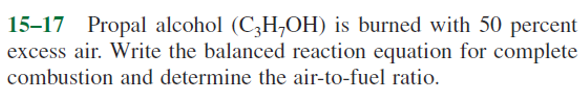 15–17 Propal alcohol (C₃H₇OH) is burned with 50 percent
excess air. Write the balanced reaction equation for complete
combustion and determine the air-to-fuel ratio.